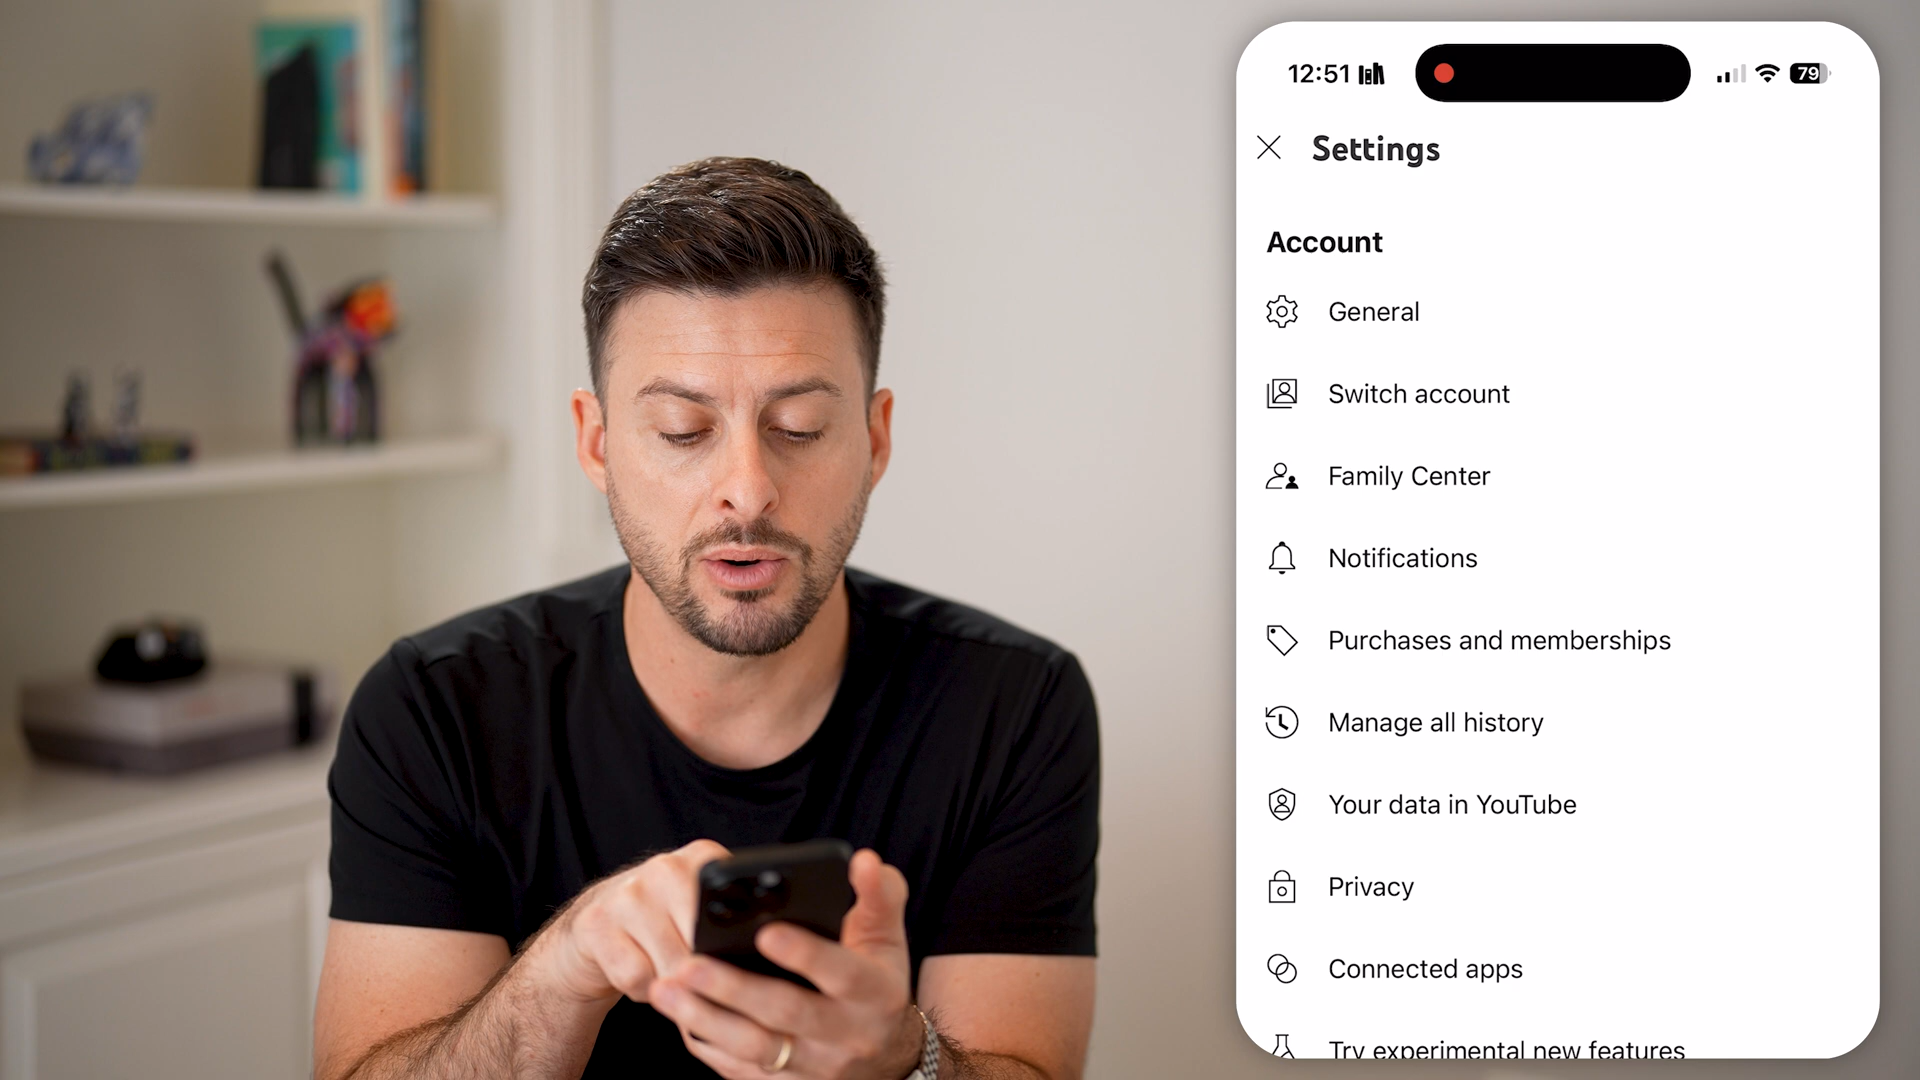 12:51
79
Settings
Account
General
Switch account
Family Center
Notifications
Purchases and memberships
Manage all history
Your data in YouTube
Privacy
Connected apps
Try experimental new features